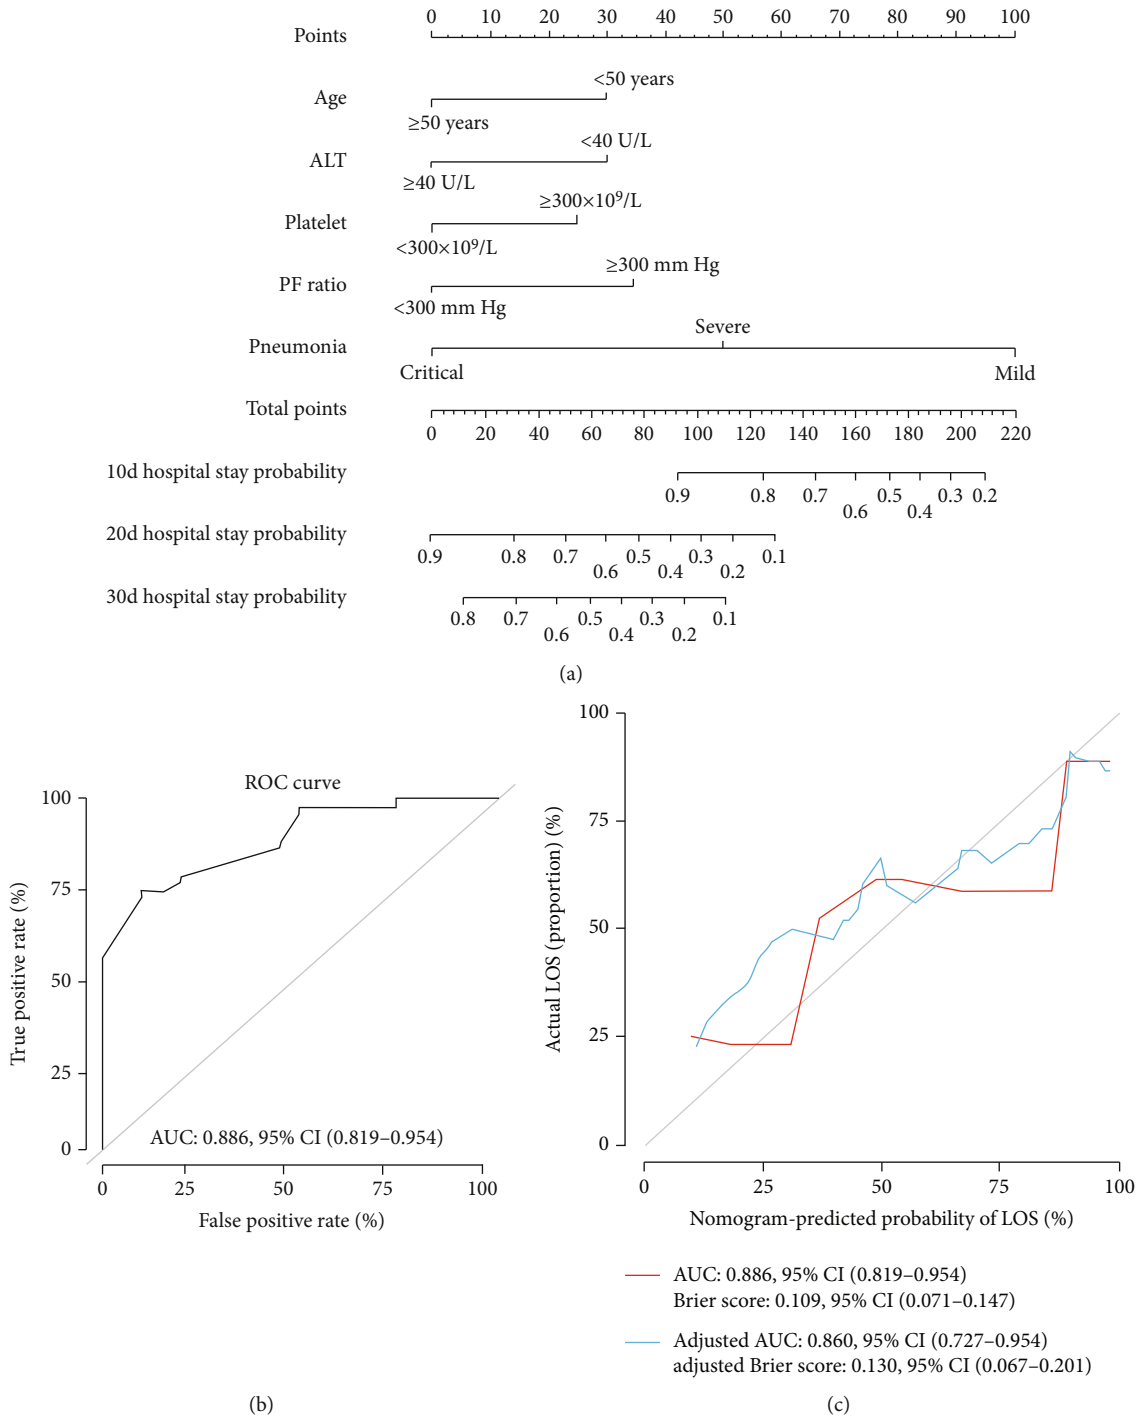 0 10 20 30 40 50 60 70 80 90 100
Points
<50 years
Age
≥50 years
<40 U/L
ALT
≥40 U/L
≥300×10⁹/L
Platelet
<300×10⁹/L
≥300 mm Hg
PF ratio
<300 mm Hg
Severe
Pneumonia
Critical Mild
Total points
0 20 40 60 80 100 120 140 160 180 200 220
10d hospital stay probability
0.9 0.8 0.7 0.6 0.5 0.4 0.3 0.2
20d hospital stay probability
0.9 0.8 0.7 0.6 0.5 0.4 0.3 0.2 0.1
30d hospital stay probability
0.8 0.7 0.6 0.5 0.4 0.3 0.2 0.1
(a)
ROC curve
100
75
50
25
0
True positive rate (%)
AUC: 0.886, 95% CI (0.819–0.954)
0 25 50 75 100
False positive rate (%)
(b)
100
75
50
25
0
Actual LOS (proportion) (%)
0 25 50 75 100
Nomogram-predicted probability of LOS (%)
AUC: 0.886, 95% CI (0.819–0.954)
Brier score: 0.109, 95% CI (0.071–0.147)
Adjusted AUC: 0.860, 95% CI (0.727–0.954)
adjusted Brier score: 0.130, 95% CI (0.067–0.201)
(c)